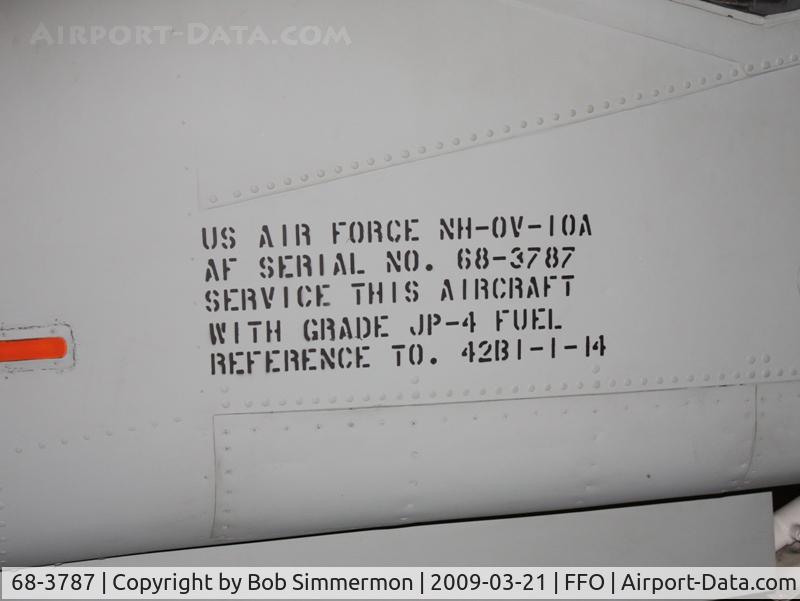 AIRPORT-DATA.COM
US AIR FORCE NH-OV-10A
AF SERIAL NO. 68-3787
SERVICE THIS AIRCRAFT
WITH GRADE JP-4 FUEL
REFERENCE TO. 42B1-1-14
68-3787 | Copyright by Bob Simmermon | 2009-03-21 | FFO | Airport-Data.com